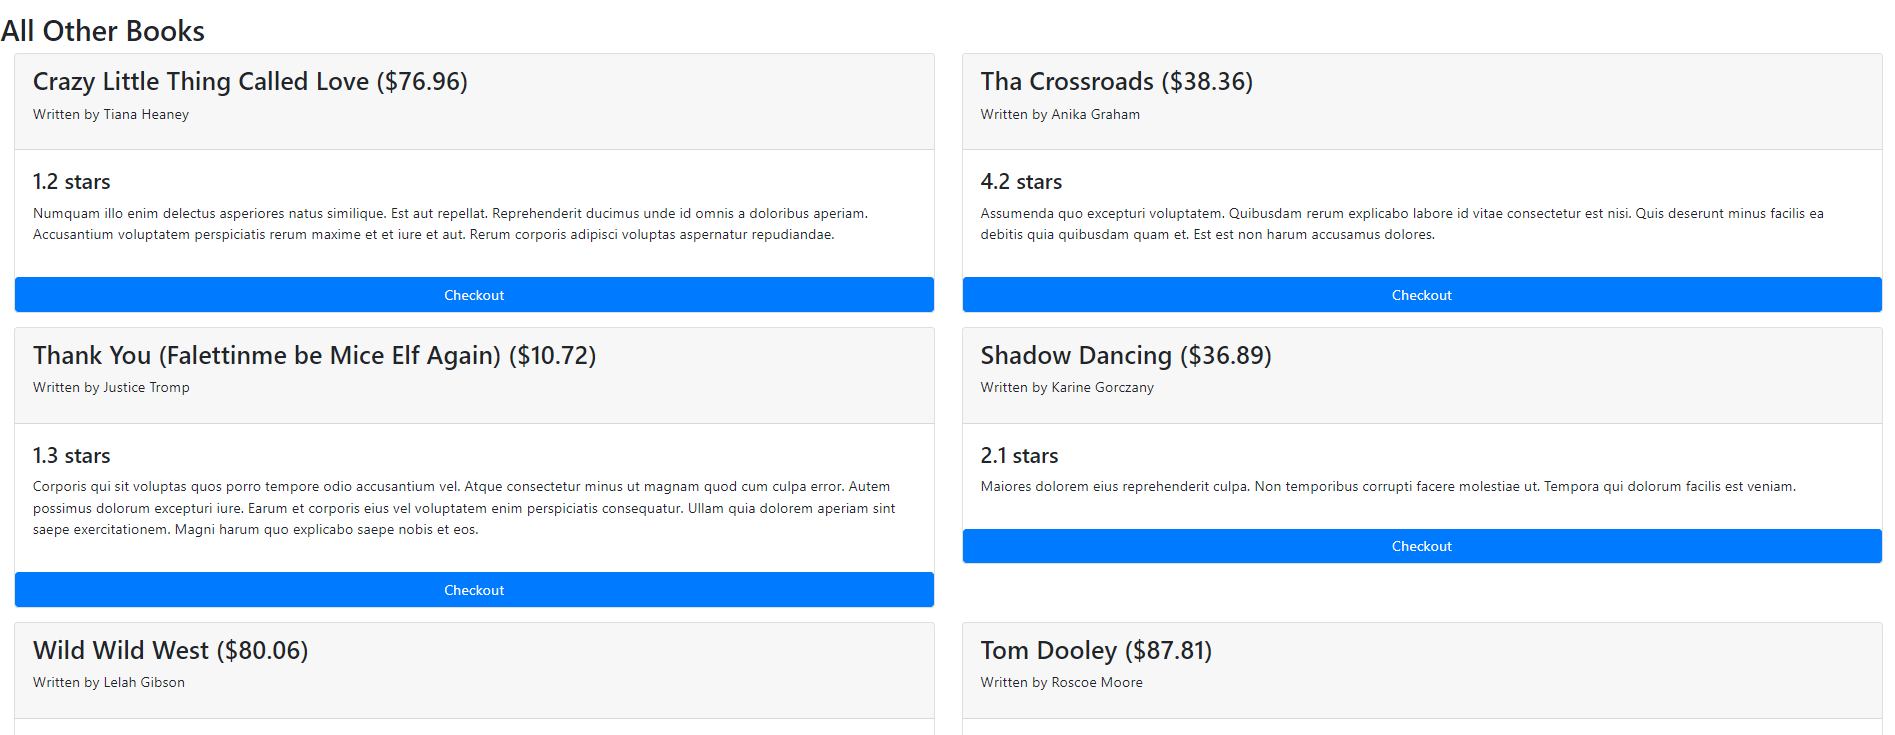 All Other Books
Crazy Little Thing Called Love ($76.96)
Written by Tiana Heaney
1.2 stars
Numquam illo enim delectus asperiores natus similique. Est aut repellat. Reprehenderit ducimus unde id omnis a doloribus aperiam.
Accusantium voluptatem perspiciatis rerum maxime et et iure et aut. Rerum corporis adipisci voluptas aspernatur repudiandae.
Checkout
Tha Crossroads ($38.36)
Written by Anika Graham
4.2 stars
Assumenda quo excepturi voluptatem. Quibusdam rerum explicabo labore id vitae consectetur est nisi. Quis deserunt minus facilis ea
debitis quia quibusdam quam et. Est est non harum accusamus dolores.
Checkout
Thank You (Falettinme be Mice Elf Again) ($10.72)
Written by Justice Tromp
1.3 stars
Corporis qui sit voluptas quos porro tempore odio accusantium vel. Atque consectetur minus ut magnam quod cum culpa error. Autem
possimus dolorum excepturi iure. Earum et corporis eius vel voluptatem enim perspiciatis consequatur. Ullam quia dolorem aperiam sint
saepe exercitationem. Magni harum quo explicabo saepe nobis et eos.
Checkout
Shadow Dancing ($36.89)
Written by Karine Gorczany
2.1 stars
Maiores dolorem eius reprehenderit culpa. Non temporibus corrupti facere molestiae ut. Tempora qui dolorum facilis est veniam.
Checkout
Wild Wild West ($80.06)
Written by Lelah Gibson
Tom Dooley ($87.81)
Written by Roscoe Moore